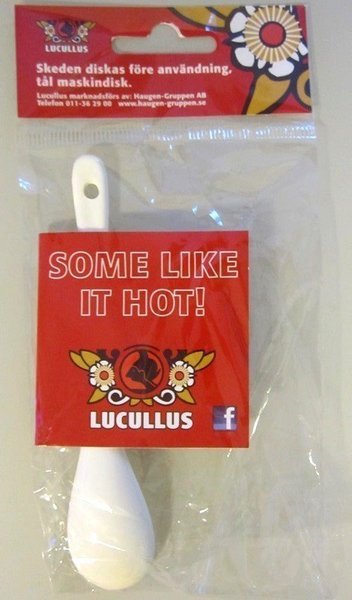 LUCULLUS
Skeden diskas före användning,
tål maskindisk.
Lucullus marknadsförs av: Haugen-Gruppen AB
Telefon 011-36 29 00 www.haugen-gruppen.se
SOME LIKE
IT HOT!
LUCULLUS
f